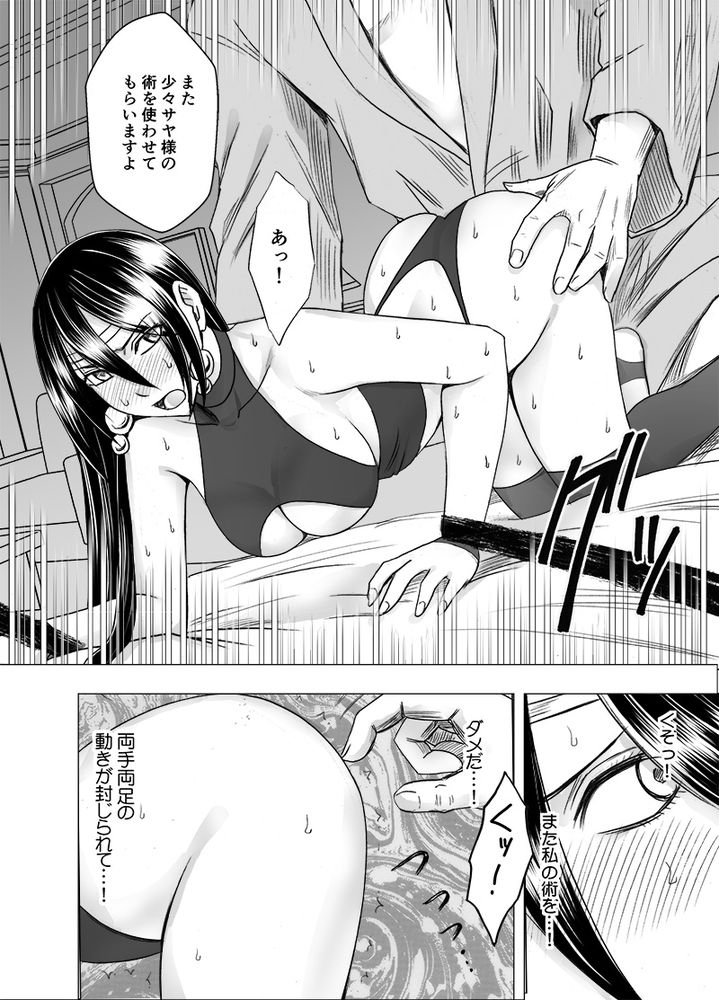 また
少々サヤ様の
術を使わせて
もらいますよ
あっ！
グッ
くそっ！
また私の術を…！
ダメだ…！
くッ！
両手両足の
動きが封じられて…！